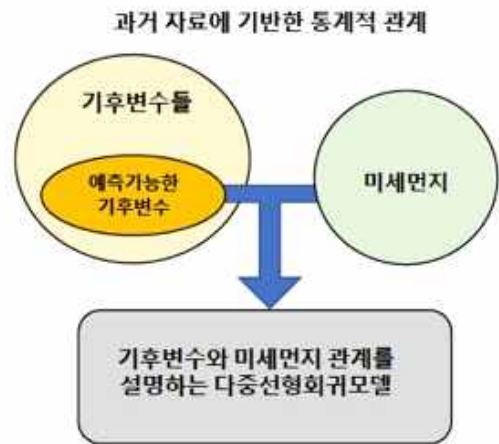 과거 자료에 기반한 통계적 관계
기후변수들
예측가능한
기후변수
미세먼지
기후변수와 미세먼지 관계를
설명하는 다중선형회귀모델